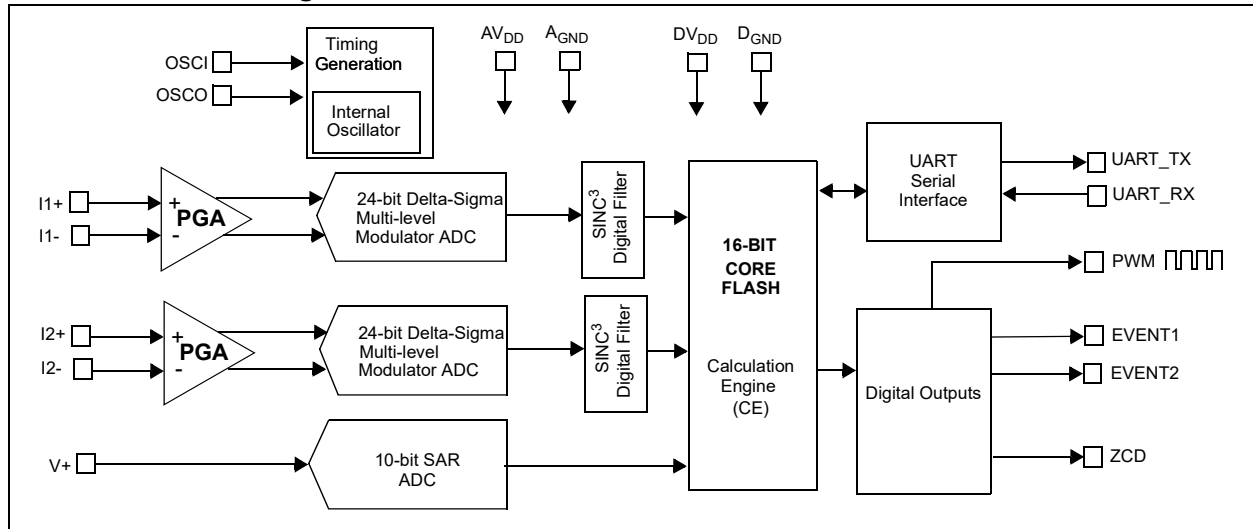 AVDD
AGND
DVDD
DGND
OSCI
OSCO
Timing
Generation
Internal
Oscillator
I1+
I1-
+
PGA
-
24-bit Delta-Sigma
Multi-level
Modulator ADC
SINC3
Digital Filter
I2+
I2-
+
PGA
-
24-bit Delta-Sigma
Multi-level
Modulator ADC
SINC3
Digital Filter
V+
10-bit SAR
ADC
16-BIT
CORE
FLASH
Calculation
Engine
(CE)
UART
Serial
Interface
UART_TX
UART_RX
Digital Outputs
PWM
EVENT1
EVENT2
ZCD